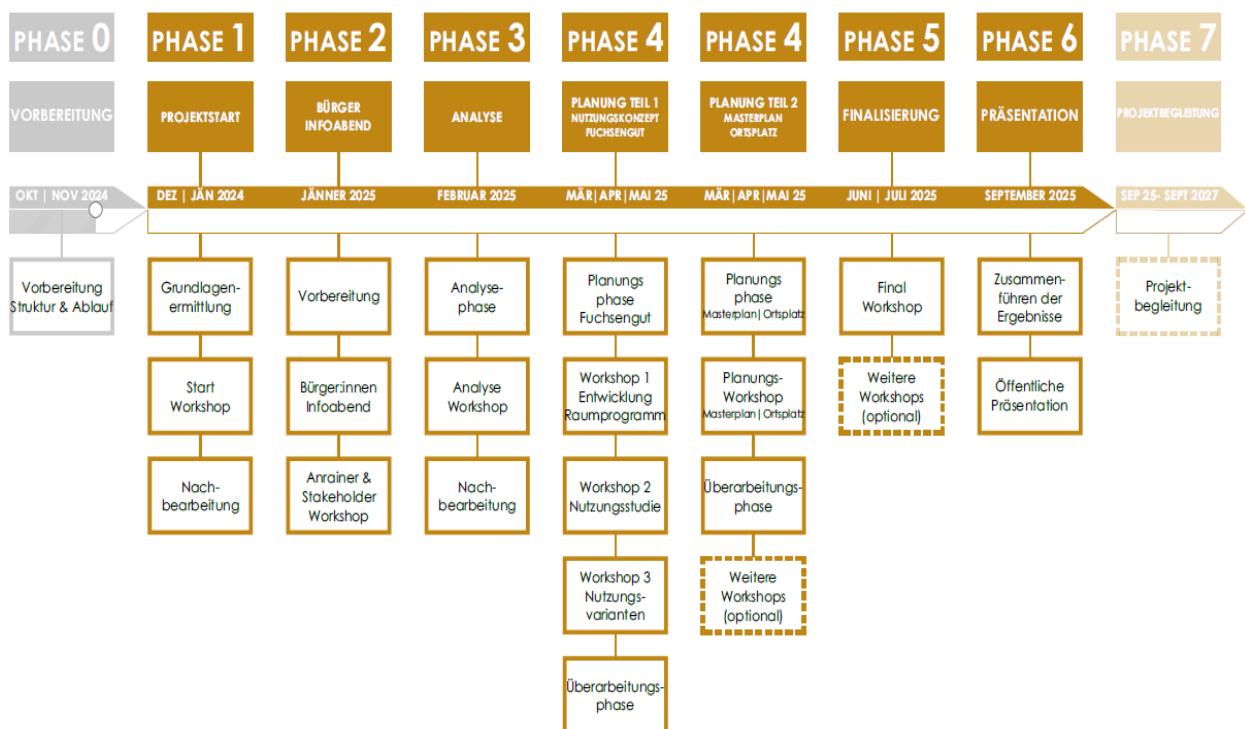 PHASE 0
PHASE 1
PHASE 2
PHASE 3
PHASE 4
PHASE 4
PHASE 5
PHASE 6
PHASE 7
VORBEREITUNG
PROJEKTSTART
BÜRGER
INFOABEND
ANALYSE
PLANUNG TEIL 1
NUTZUNGSKONZEPT
FUCHSENGUT
PLANUNG TEIL 2
MASTERPLAN
ORTSPLATZ
FINALISIERUNG
PRÄSENTATION
PROJEKTBEGLEITUNG
OKT | NOV 2024
DEZ | JÄN 2024
JÄNNER 2025
FEBRUAR 2025
MÄR|APR|MAI 25
MÄR|APR|MAI 25
JUNI | JULI 2025
SEPTEMBER 2025
SEP 25- SEPT 2027
Vorbereitung
Struktur & Ablauf
Grundlagen-
ermittlung
Start
Workshop
Nach-
bearbeitung
Vorbereitung
Bürger:innen
Infoabend
Anrainer &
Stakeholder
Workshop
Analyse-
phase
Analyse
Workshop
Nach-
bearbeitung
Planungs
phase
Fuchsengut
Workshop 1
Entwicklung
Raumprogramm
Workshop 2
Nutzungsstudie
Workshop 3
Nutzungs-
varianten
Überarbeitungs-
phase
Planungs
phase
Masterplan|Ortsplatz
Planungs-
Workshop
Masterplan|Ortsplatz
Überarbeitungs-
phase
Weitere
Workshops
(optional)
Final
Workshop
Weitere
Workshops
(optional)
Zusammen-
führen der
Ergebnisse
Öffentliche
Präsentation
Projekt-
begleitung